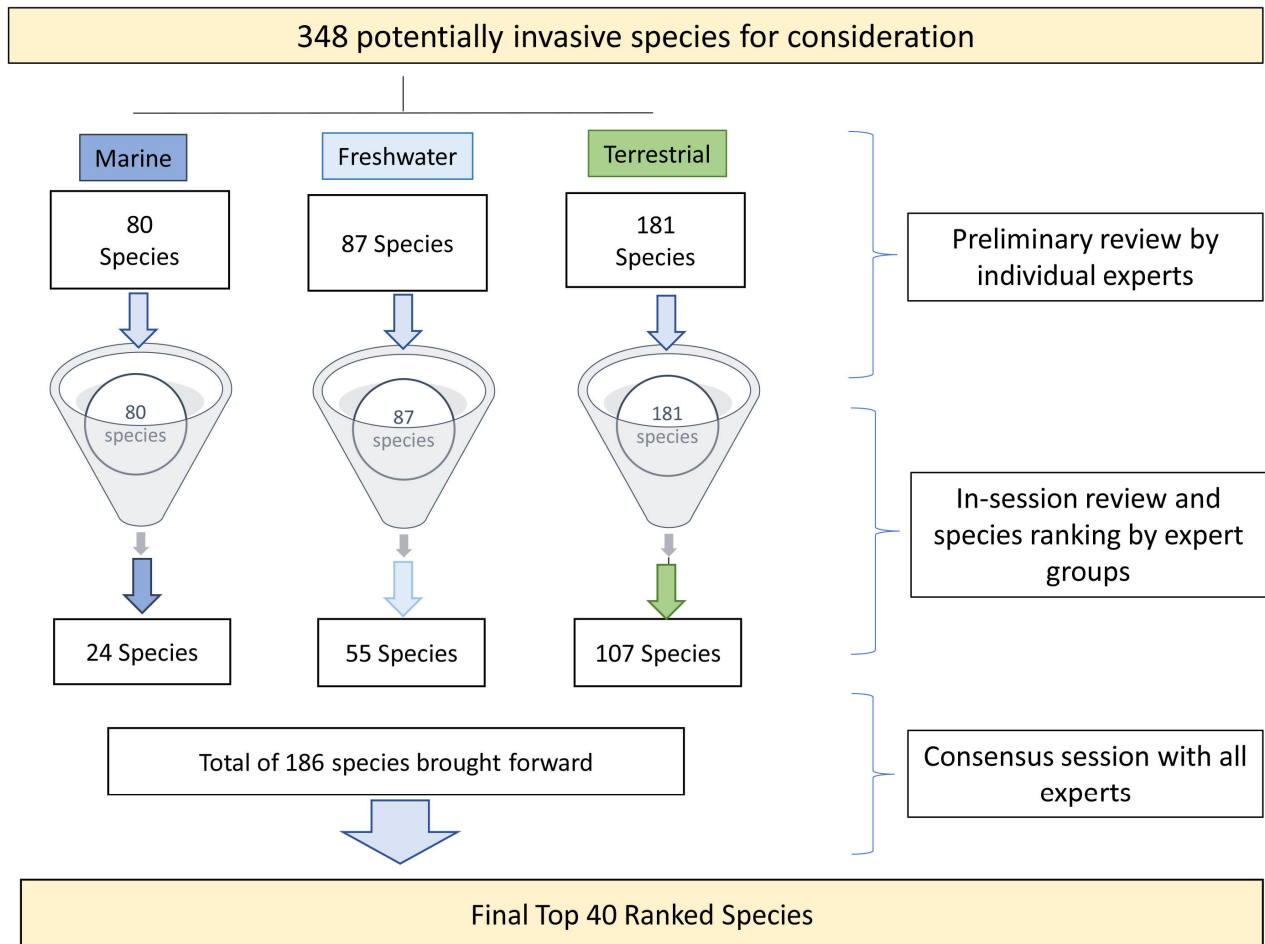 348 potentially invasive species for consideration
Marine
Freshwater
Terrestrial
80
Species
87 Species
181
Species
Preliminary review by
individual experts
80
species
87
species
181
species
In-session review and
species ranking by expert
groups
24 Species
55 Species
107 Species
Total of 186 species brought forward
Consensus session with all
experts
Final Top 40 Ranked Species